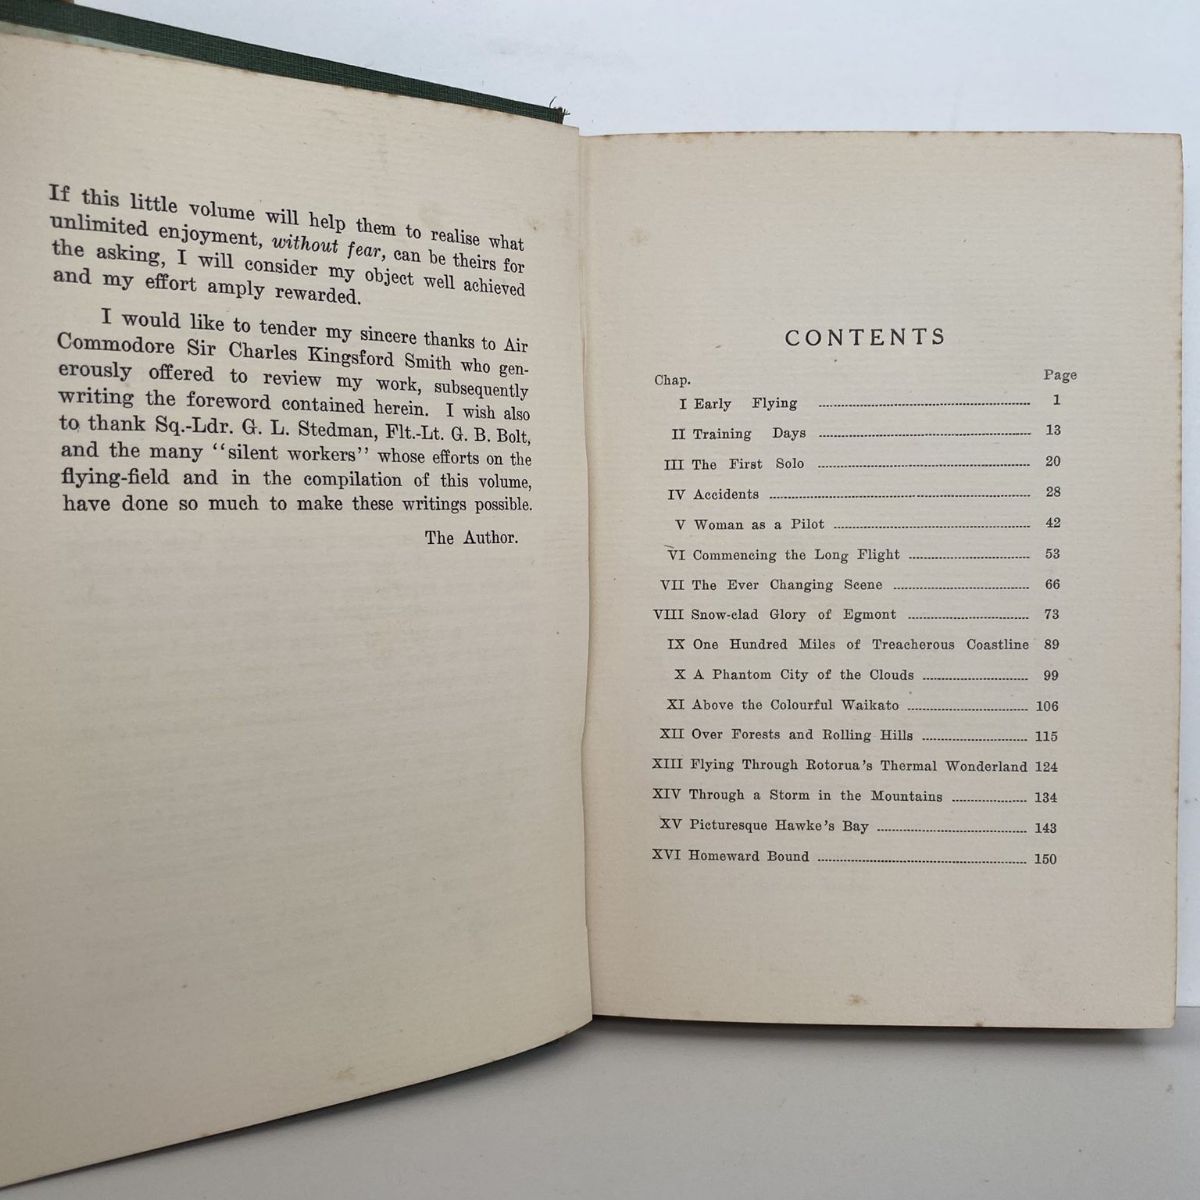 If this little volume will help them to realise what
unlimited enjoyment, without fear, can be theirs for
the asking, I will consider my object well achieved
and my effort amply rewarded.
I would like to tender my sincere thanks to Air
Commodore Sir Charles Kingsford Smith who gen-
erously offered to review my work, subsequently
writing the foreword contained herein. I wish also
to thank Sq.-Ldr. G. L. Stedman, Flt.-Lt. G. B. Bolt,
and the many "silent workers" whose efforts on the
flying-field and in the compilation of this volume,
have done so much to make these writings possible.
The Author.
CONTENTS
Chap. Page
I Early Flying 1
II Training Days 13
III The First Solo 20
IV Accidents 28
V Woman as a Pilot 42
VI Commencing the Long Flight 53
VII The Ever Changing Scene 66
VIII Snow-clad Glory of Egmont 73
IX One Hundred Miles of Treacherous Coastline 89
X A Phantom City of the Clouds 99
XI Above the Colourful Waikato 106
XII Over Forests and Rolling Hills 115
XIII Flying Through Rotorua's Thermal Wonderland 124
XIV Through a Storm in the Mountains 134
XV Picturesque Hawke's Bay 143
XVI Homeward Bound 150